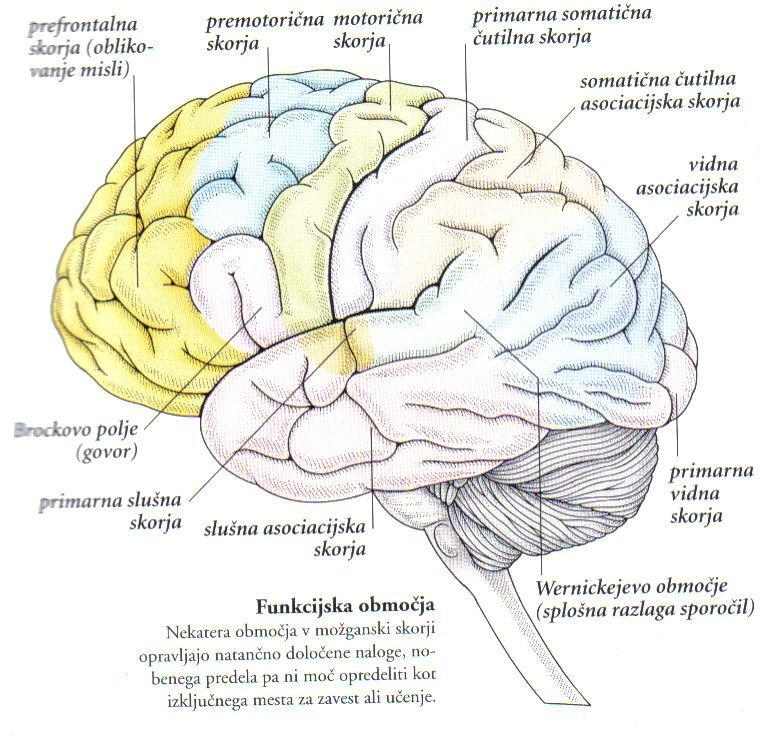 prefrontalna
skorja (obliko-
vanje misli)
premotorična
skorja
motorična
skorja
primarna somatična
čutilna skorja
somatična čutilna
asociacijska skorja
vidna
asociacijska
skorja
Brockovo polje
(govor)
primarna slušna
skorja
slušna asociacijska
skorja
primarna
vidna
skorja
Wernickejevo območje
(splošna razlaga sporočil)
Funkcijska območja
Nekatera območja v možganski skorji
opravljajo natančno določene naloge, no-
benega predela pa ni moč opredeliti kot
izključnega mesta za zavest ali učenje.